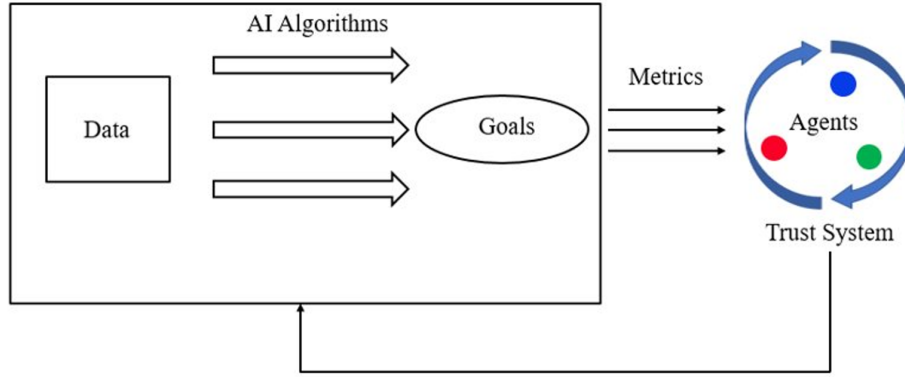 AI Algorithms
Data
Goals
Metrics
Agents
Trust System